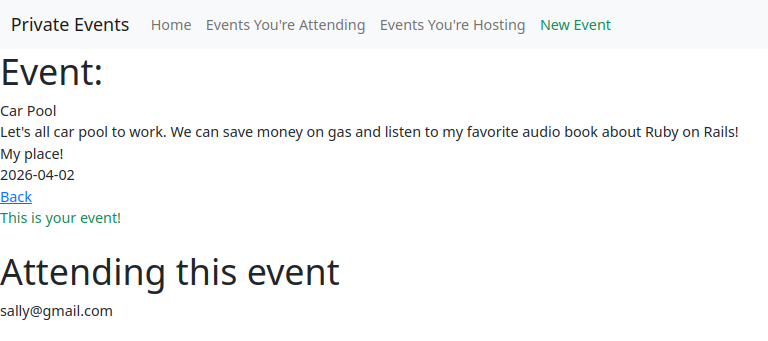 Private Events Home Events You're Attending Events You're Hosting New Event
Event:
Car Pool
Let's all car pool to work. We can save money on gas and listen to my favorite audio book about Ruby on Rails!
My place!
2026-04-02
Back
This is your event!
Attending this event
sally@gmail.com